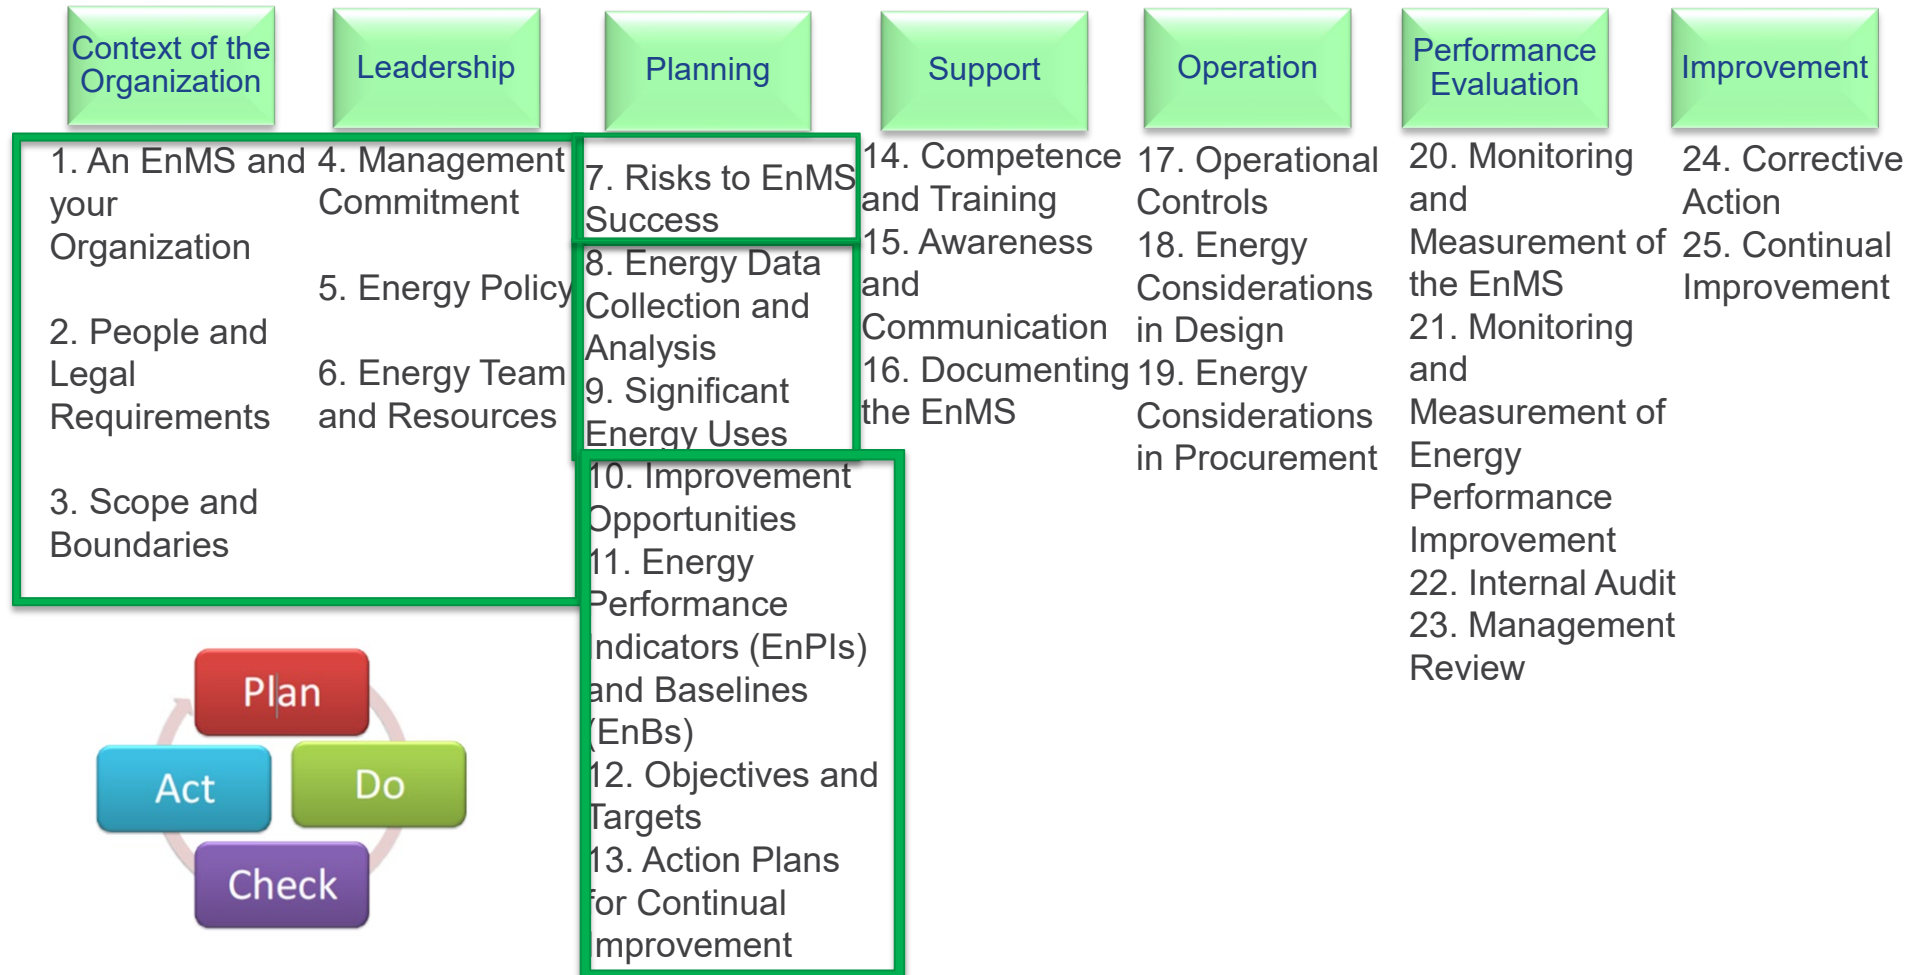 Context of the
Organization
Leadership
Planning
Support
Operation
Performance
Evaluation
Improvement
1. An EnMS and
your
Organization
2. People and
Legal
Requirements
3. Scope and
Boundaries
4. Management
Commitment
5. Energy Policy
6. Energy Team
and Resources
7. Risks to EnMS
Success
8. Energy Data
Collection and
Analysis
9. Significant
Energy Uses
10. Improvement
Opportunities
11. Energy
Performance
Indicators (EnPIs)
and Baselines
(EnBs)
12. Objectives and
Targets
13. Action Plans
for Continual
Improvement
14. Competence
and Training
15. Awareness
and
Communication
16. Documenting
the EnMS
17. Operational
Controls
18. Energy
Considerations
in Design
19. Energy
Considerations
in Procurement
20. Monitoring
and
Measurement of
the EnMS
21. Monitoring
and
Measurement of
Energy
Performance
Improvement
22. Internal Audit
23. Management
Review
24. Corrective
Action
25. Continual
Improvement
Plan
Act
Do
Check